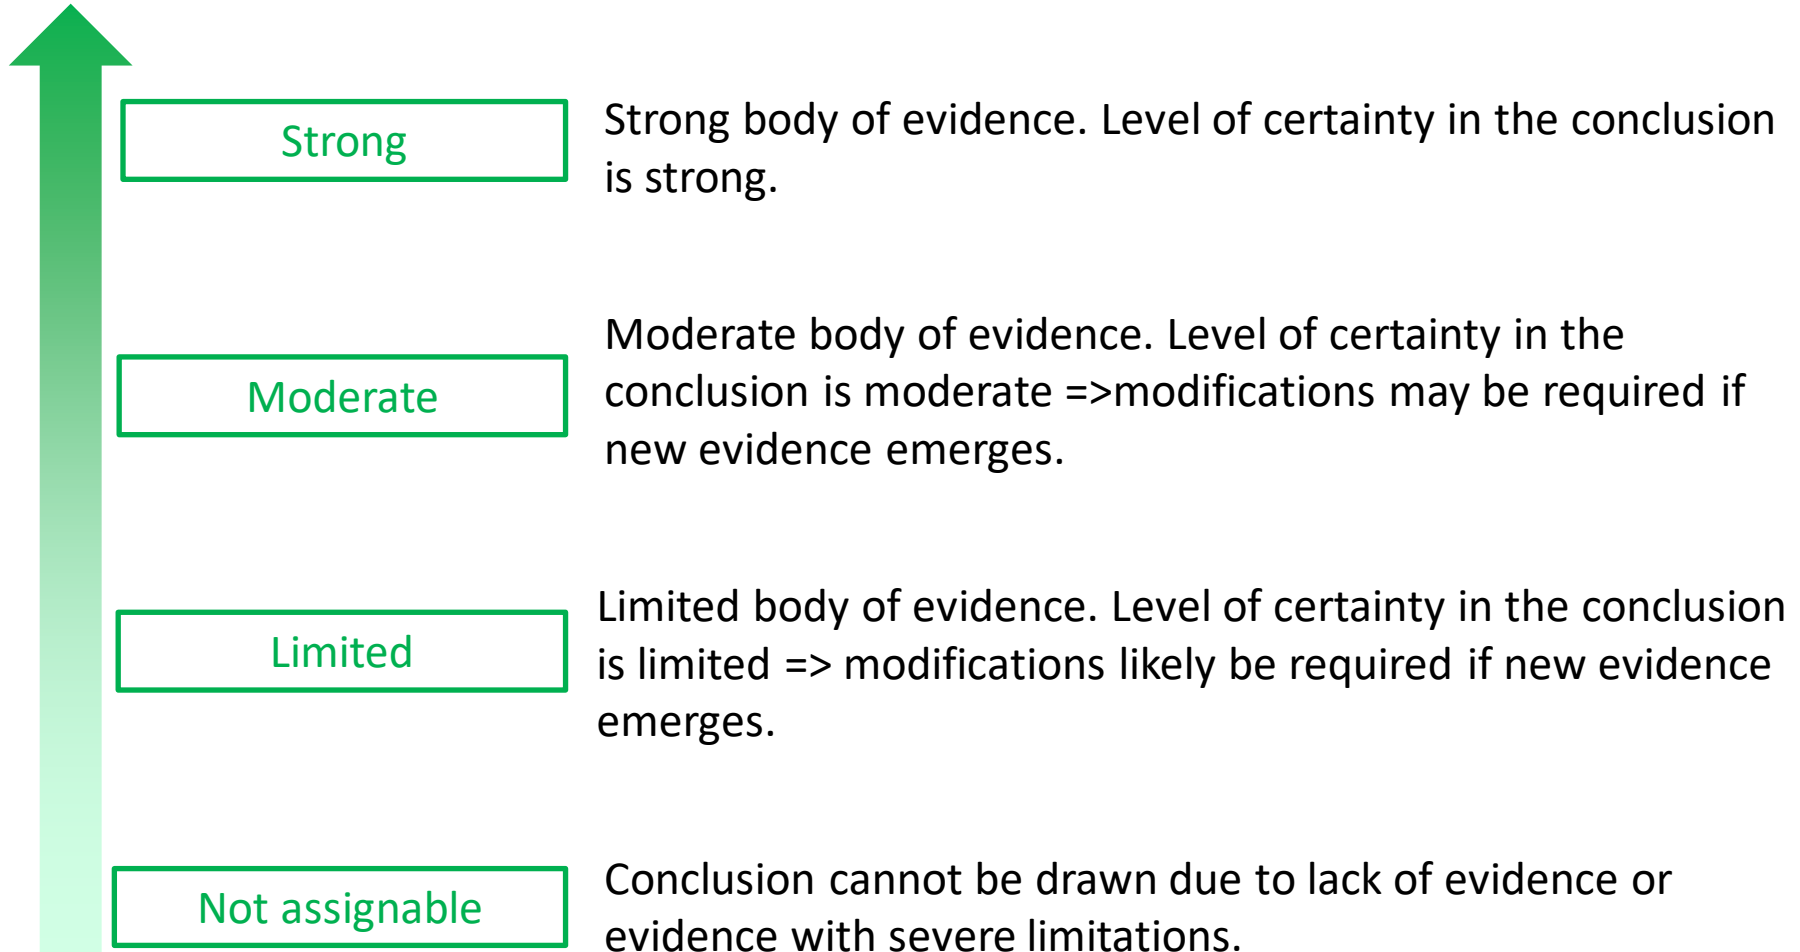 Strong
Strong body of evidence. Level of certainty in the conclusion
is strong.
Moderate
Moderate body of evidence. Level of certainty in the
conclusion is moderate =>modifications may be required if
new evidence emerges.
Limited
Limited body of evidence. Level of certainty in the conclusion
is limited => modifications likely be required if new evidence
emerges.
Not assignable
Conclusion cannot be drawn due to lack of evidence or
evidence with severe limitations.